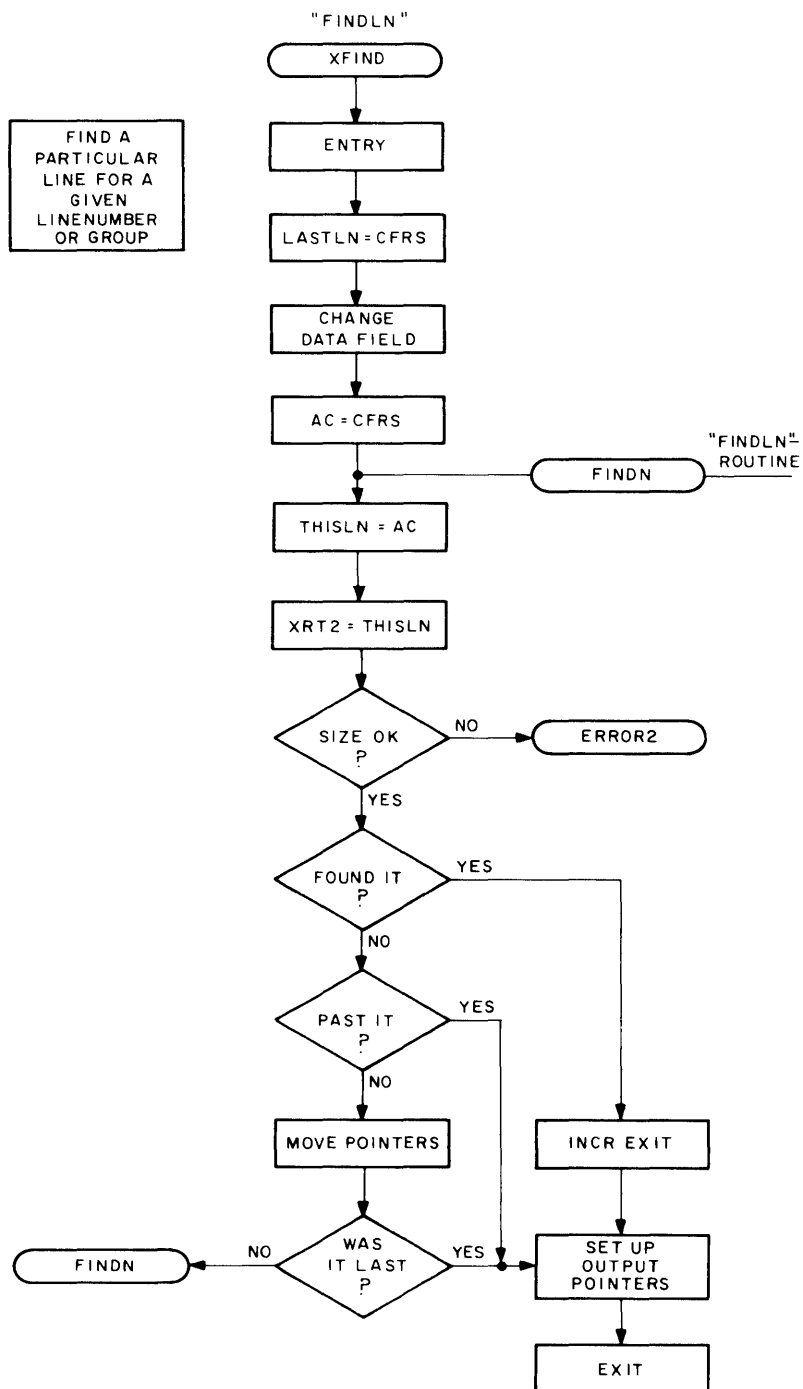 "FINDLN"
XFIND
FIND A
PARTICULAR
LINE FOR A
GIVEN
LINENUMBER
OR GROUP
ENTRY
LASTLN=CFRS
CHANGE
DATA FIELD
AC = CFRS
"FINDLN"-
ROUTINE
FINDN
THISLN = AC
XRT2 = THISLN
SIZE OK
?
NO
ERROR2
YES
FOUND IT
?
YES
NO
PAST IT
?
YES
NO
MOVE POINTERS
INCR EXIT
WAS
IT LAST
?
NO
FINDN
YES
SET UP
OUTPUT
POINTERS
EXIT